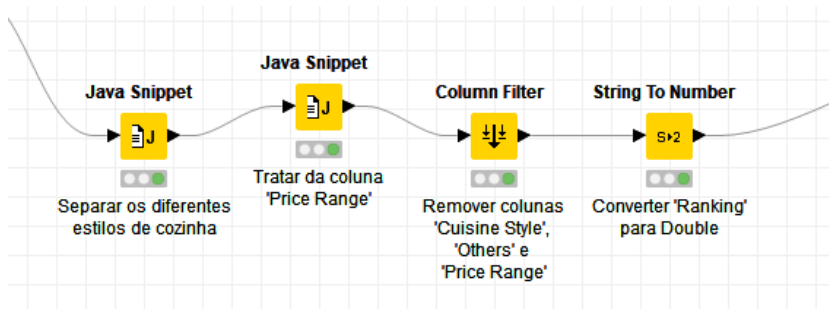 Java Snippet
J
Separar os diferentes
estilos de cozinha
Java Snippet
J
Tratar da coluna
'Price Range'
Column Filter
Remover colunas
'Cuisine Style',
'Others' e
'Price Range'
String To Number
S▸2
Converter 'Ranking'
para Double